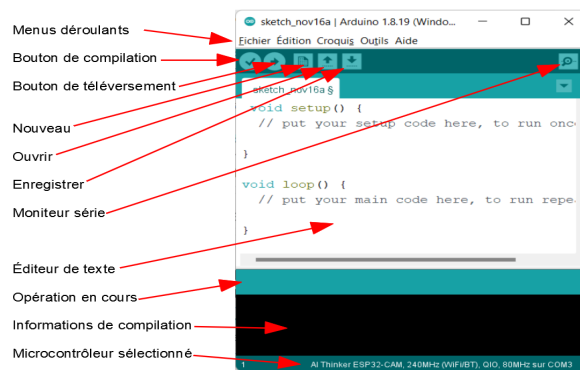 Menus déroulants
Bouton de compilation
Bouton de téléversement
Nouveau
Ouvrir
Enregistrer
Moniteur série
Éditeur de texte
Opération en cours
Informations de compilation
Microcontrôleur sélectionné
sketch_nov16a | Arduino 1.8.19 (Windo...
Fichier Édition Croquis Outils Aide
sketch_nov16a §
void setup() {
// put your setup code here, to run onc
}
void loop() {
// put your main code here, to run repe
}
1 AI Thinker ESP32-CAM, 240MHz (WiFi/BT), QIO, 80MHz sur COM3